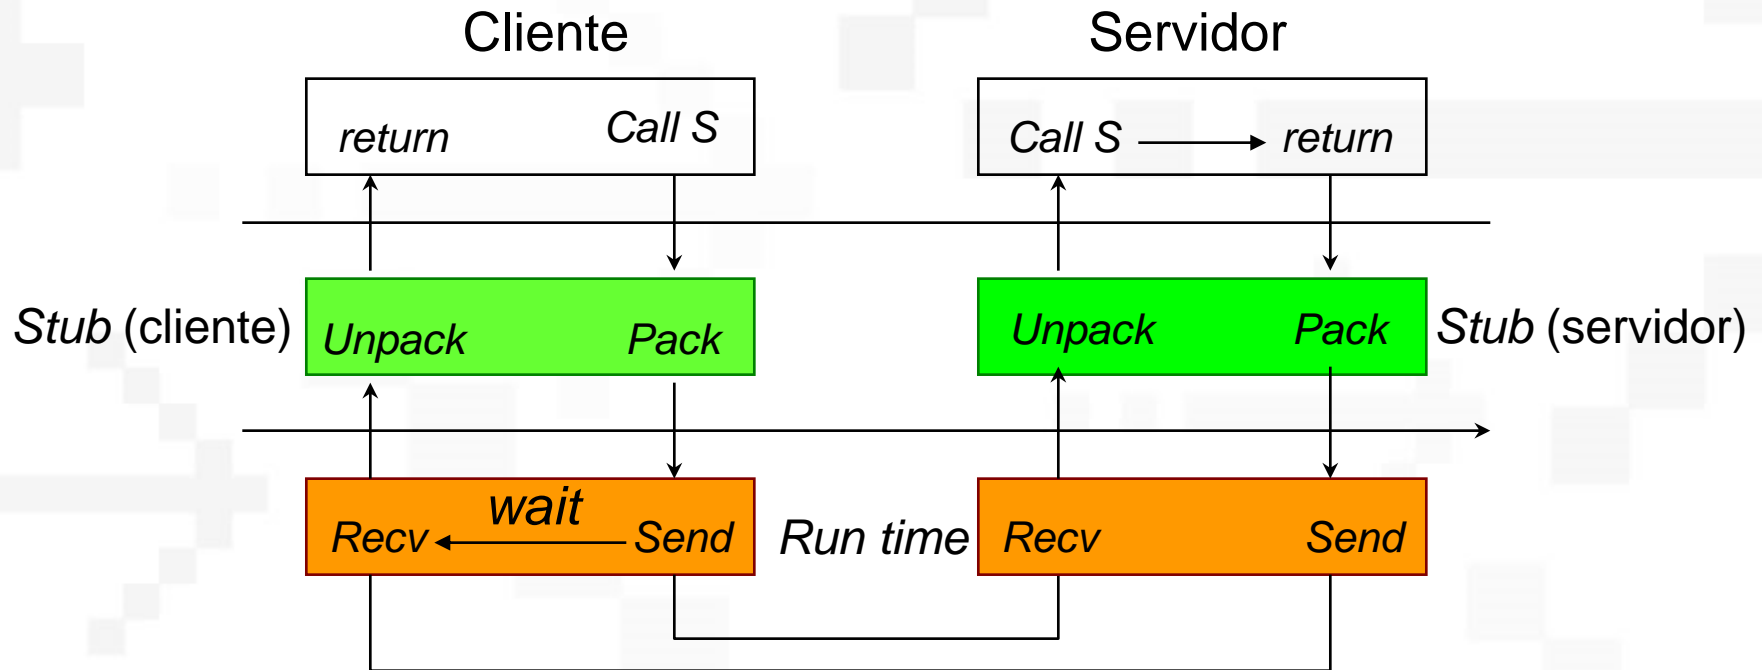 Cliente
Servidor
return
Call S
Call S
return
Stub (cliente)
Unpack
Pack
Unpack
Pack
Stub (servidor)
wait
Recv
Send
Run time
Recv
Send